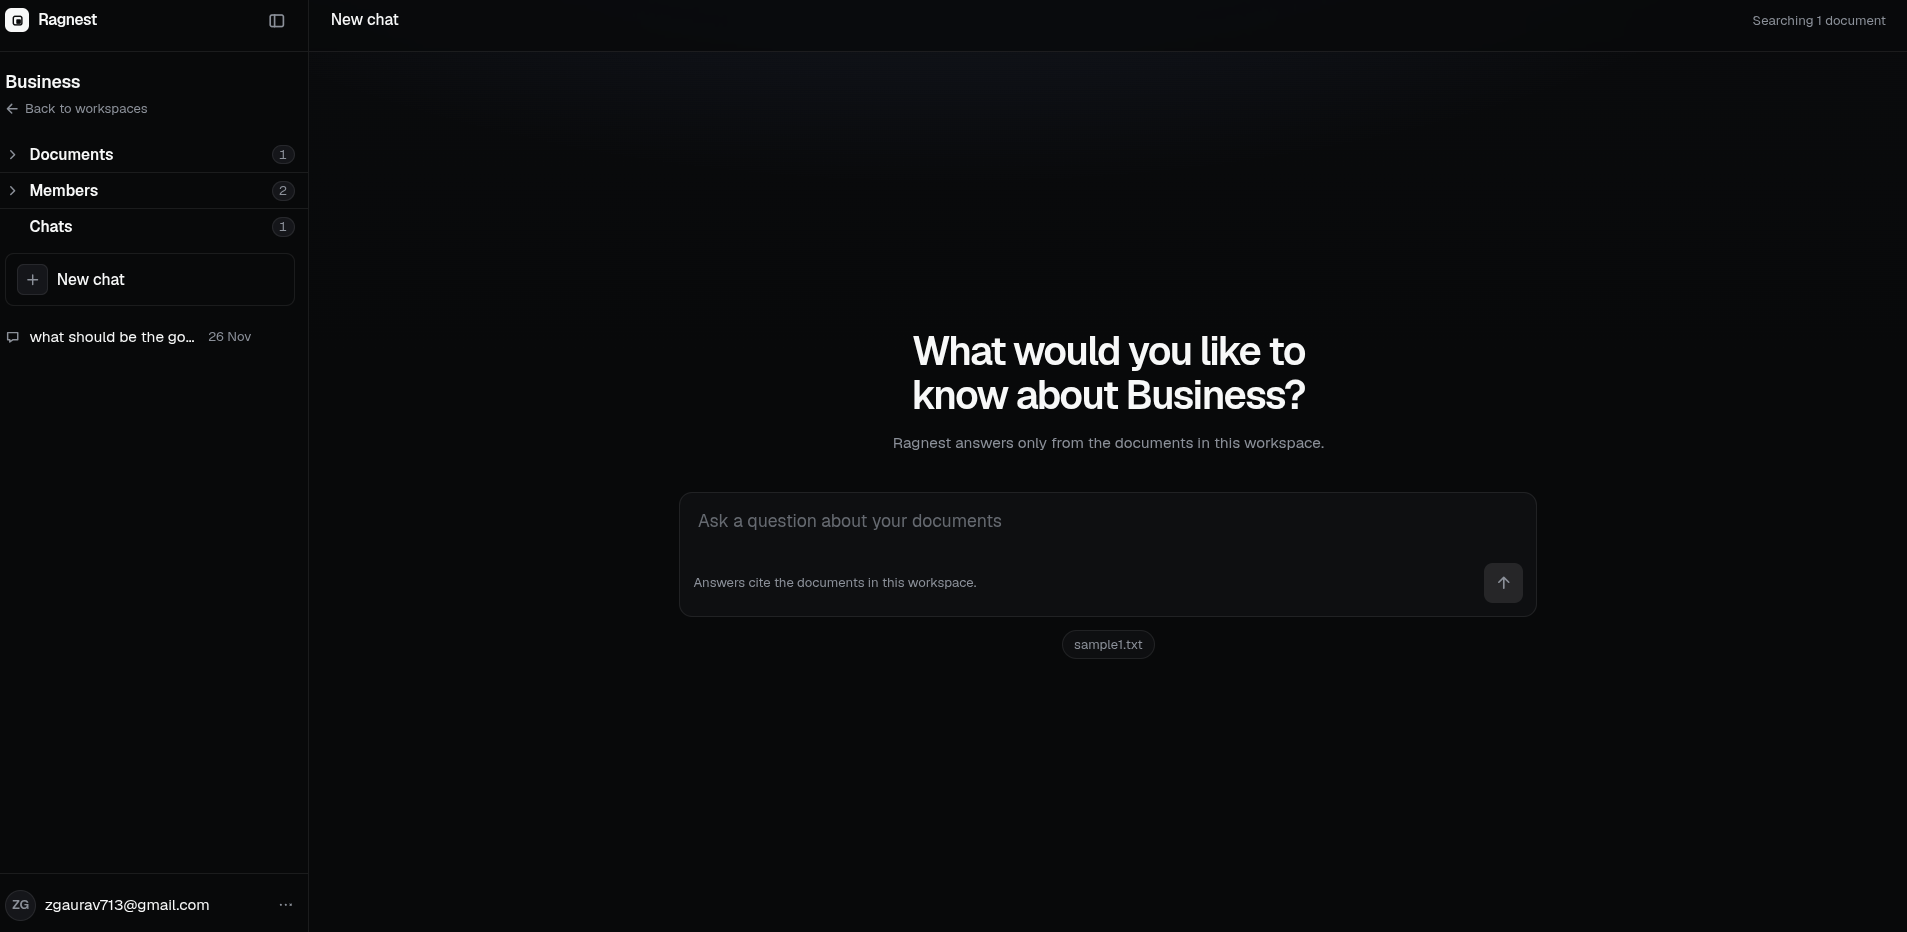 Ragnest
New chat
Searching 1 document
Business
Back to workspaces
Documents 1
Members 2
Chats 1
New chat
what should be the go... 26 Nov
What would you like to
know about Business?
Ragnest answers only from the documents in this workspace.
Ask a question about your documents
Answers cite the documents in this workspace.
sample1.txt
ZG zgaurav713@gmail.com